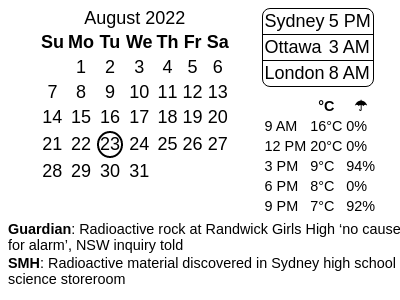 August 2022
Su Mo Tu We Th Fr Sa
1 2 3 4 5 6
7 8 9 10 11 12 13
14 15 16 17 18 19 20
21 22 23 24 25 26 27
28 29 30 31
Sydney 5 PM
Ottawa 3 AM
London 8 AM
°C ☂
9 AM 16°C 0%
12 PM 20°C 0%
3 PM 9°C 94%
6 PM 8°C 0%
9 PM 7°C 92%
Guardian: Radioactive rock at Randwick Girls High ‘no cause
for alarm’, NSW inquiry told
SMH: Radioactive material discovered in Sydney high school
science storeroom